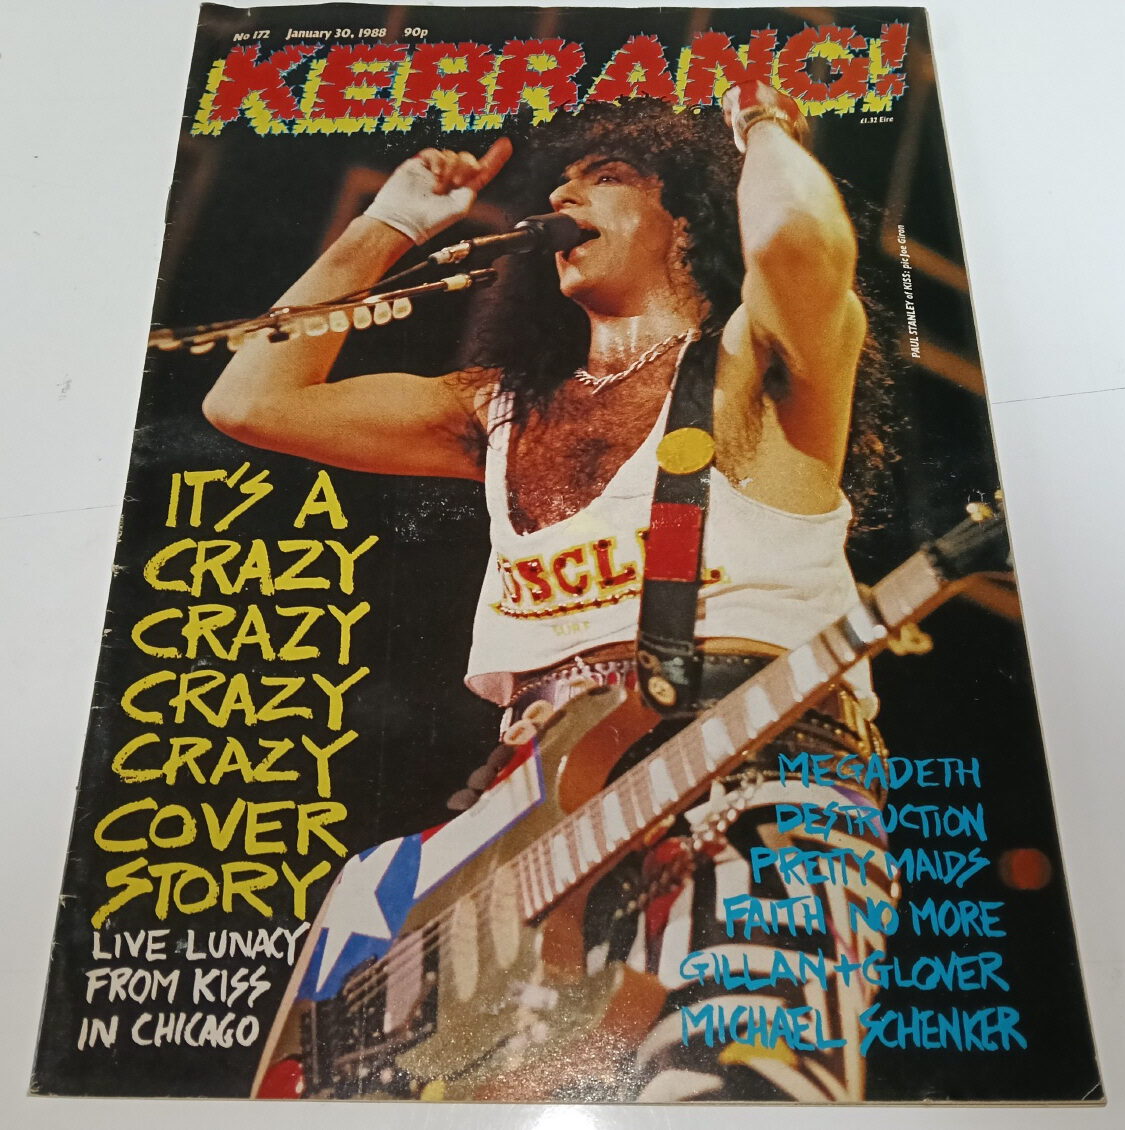 No 172 January 30, 1988 90p
KERRANG!
£1.32 Eire
PAUL STANLEY of KISS: pic Joe Giron
IT'S A
CRAZY
CRAZY
CRAZY
CRAZY
COVER
STORY
LIVE LUNACY
FROM KISS
IN CHICAGO
MEGADETH
DESTRUCTION
PRETTY MAIDS
FAITH NO MORE
GILLAN+GLOVER
MICHAEL SCHENKER